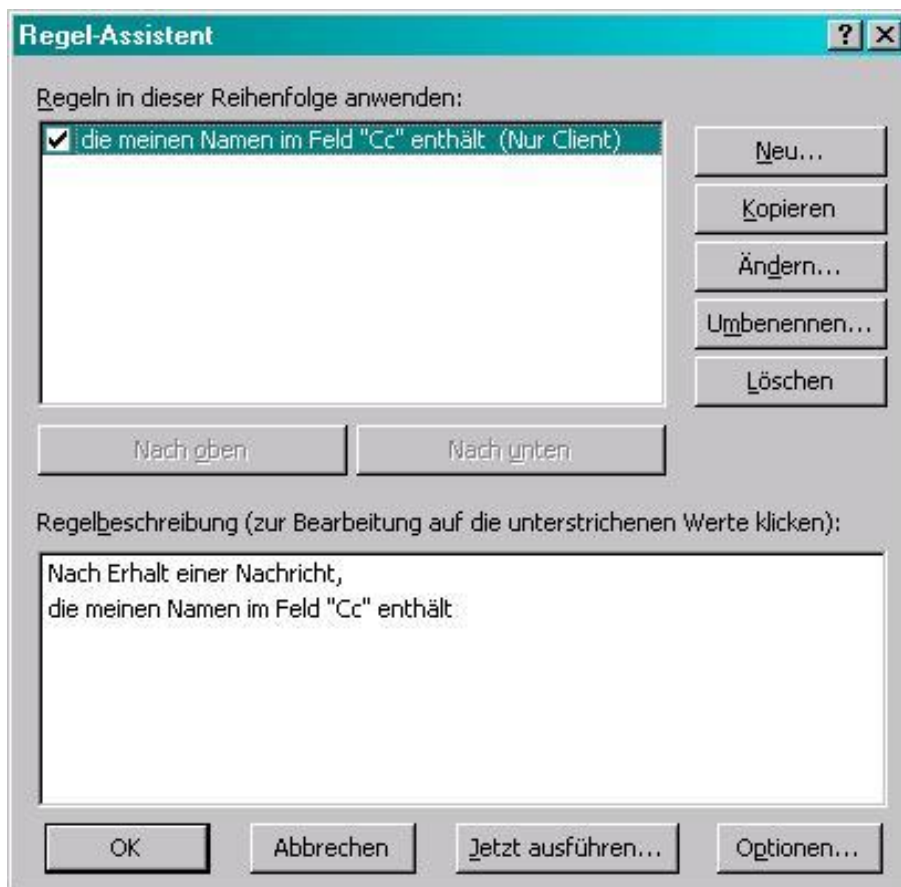 Regel-Assistent
Regeln in dieser Reihenfolge anwenden:
die meinen Namen im Feld "Cc" enthält (Nur Client)
Neu...
Kopieren
Ändern...
Umbenennen...
Löschen
Nach oben
Nach unten
Regelbeschreibung (zur Bearbeitung auf die unterstrichenen Werte klicken):
Nach Erhalt einer Nachricht,
die meinen Namen im Feld "Cc" enthält
OK
Abbrechen
Jetzt ausführen...
Optionen...